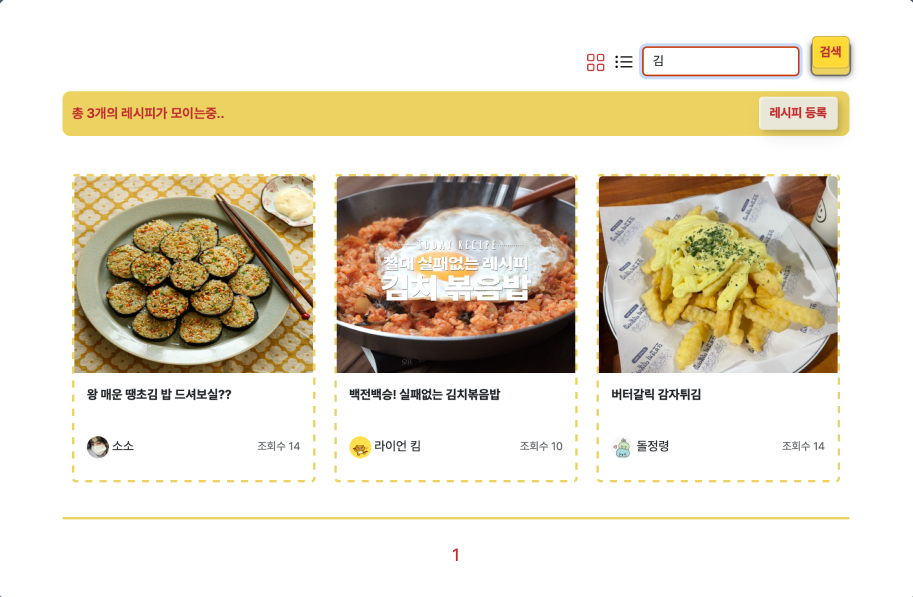 김
검색
총 3개의 레시피가 모이는중..
레시피 등록
TODAY RECIPE
절대 실패없는 레시피
김치 볶음밥
왕 매운 땡초김 밥 드셔보실??
소소
조회수 14
백전백승! 실패없는 김치볶음밥
라이언 킴
조회수 10
버터갈릭 감자튀김
돌정령
조회수 14
1